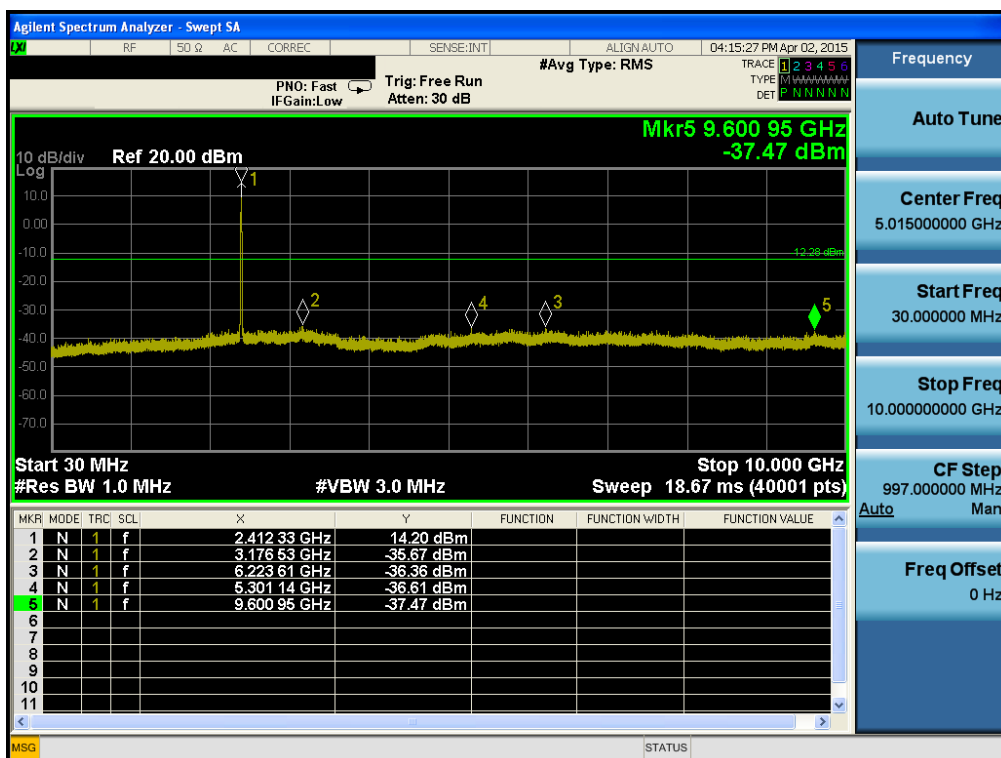 Agilent Spectrum Analyzer - Swept SA
LXI RF 50 Ω AC CORREC SENSE:INT ALIGN AUTO 04:15:27 PM Apr 02, 2015
#Avg Type: RMS
TRACE 1 2 3 4 5 6
PNO: Fast Trig: Free Run
TYPE M WWWWW
IFGain:Low Atten: 30 dB
DET P N N N N N
Mkr5 9.600 95 GHz
-37.47 dBm
10 dB/div Ref 20.00 dBm
Log
10.0
0.00
-10.0
-20.0
-30.0
-40.0
-50.0
-60.0
-70.0
1
-12.28 dBm
2
4
3
5
Start 30 MHz
Stop 10.000 GHz
#Res BW 1.0 MHz
#VBW 3.0 MHz
Sweep 18.67 ms (40001 pts)
MKR MODE TRC SCL X Y FUNCTION FUNCTION WIDTH FUNCTION VALUE
1 N 1 f 2.412 33 GHz 14.20 dBm
2 N 1 f 3.176 53 GHz -35.67 dBm
3 N 1 f 6.223 61 GHz -36.36 dBm
4 N 1 f 5.301 14 GHz -36.61 dBm
5 N 1 f 9.600 95 GHz -37.47 dBm
6
7
8
9
10
11
MSG
STATUS
Frequency
Auto Tune
Center Freq
5.015000000 GHz
Start Freq
30.000000 MHz
Stop Freq
10.000000000 GHz
CF Step
997.000000 MHz
Auto Man
Freq Offset
0 Hz